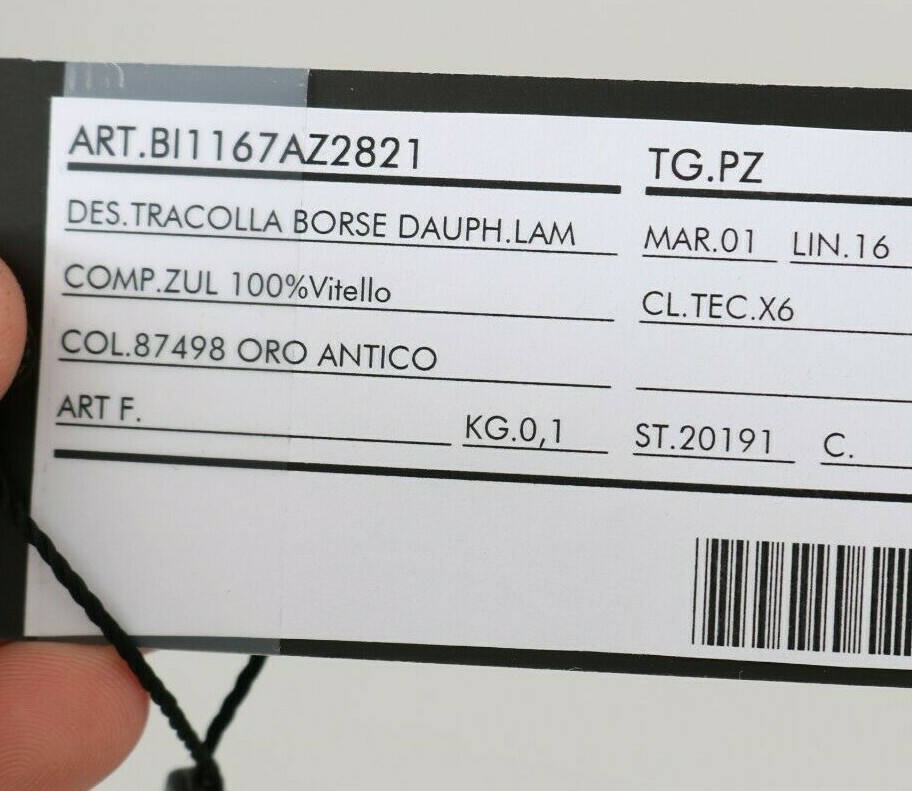 ART.BI1167AZ2821 TG.PZ
DES.TRACOLLA BORSE DAUPH.LAM MAR.01 LIN.16
COMP.ZUL 100%Vitello CL.TEC.X6
COL.87498 ORO ANTICO
ART F. KG.0,1 ST.20191 C.